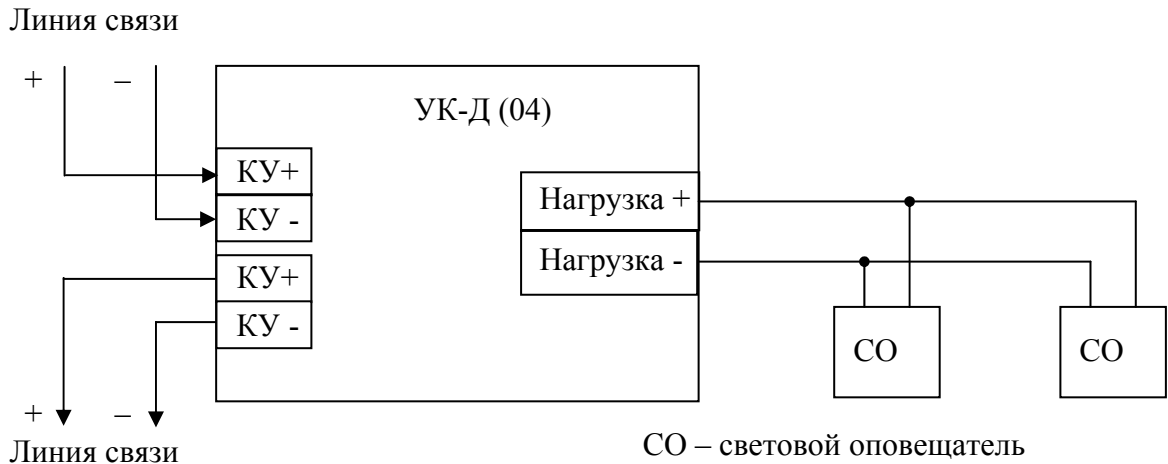 Линия связи
+ –
УК-Д (04)
КУ+
КУ -
КУ+
КУ -
Нагрузка +
Нагрузка -
СО СО
+ –
Линия связи
СО – световой оповещатель